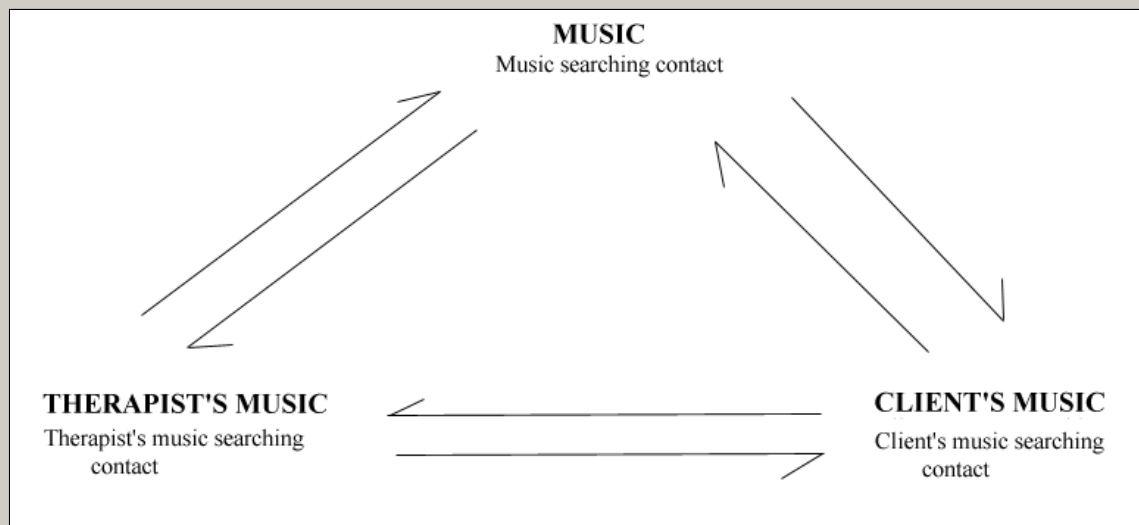 MUSIC
Music searching contact
THERAPIST'S MUSIC
Therapist's music searching
contact
CLIENT'S MUSIC
Client's music searching
contact